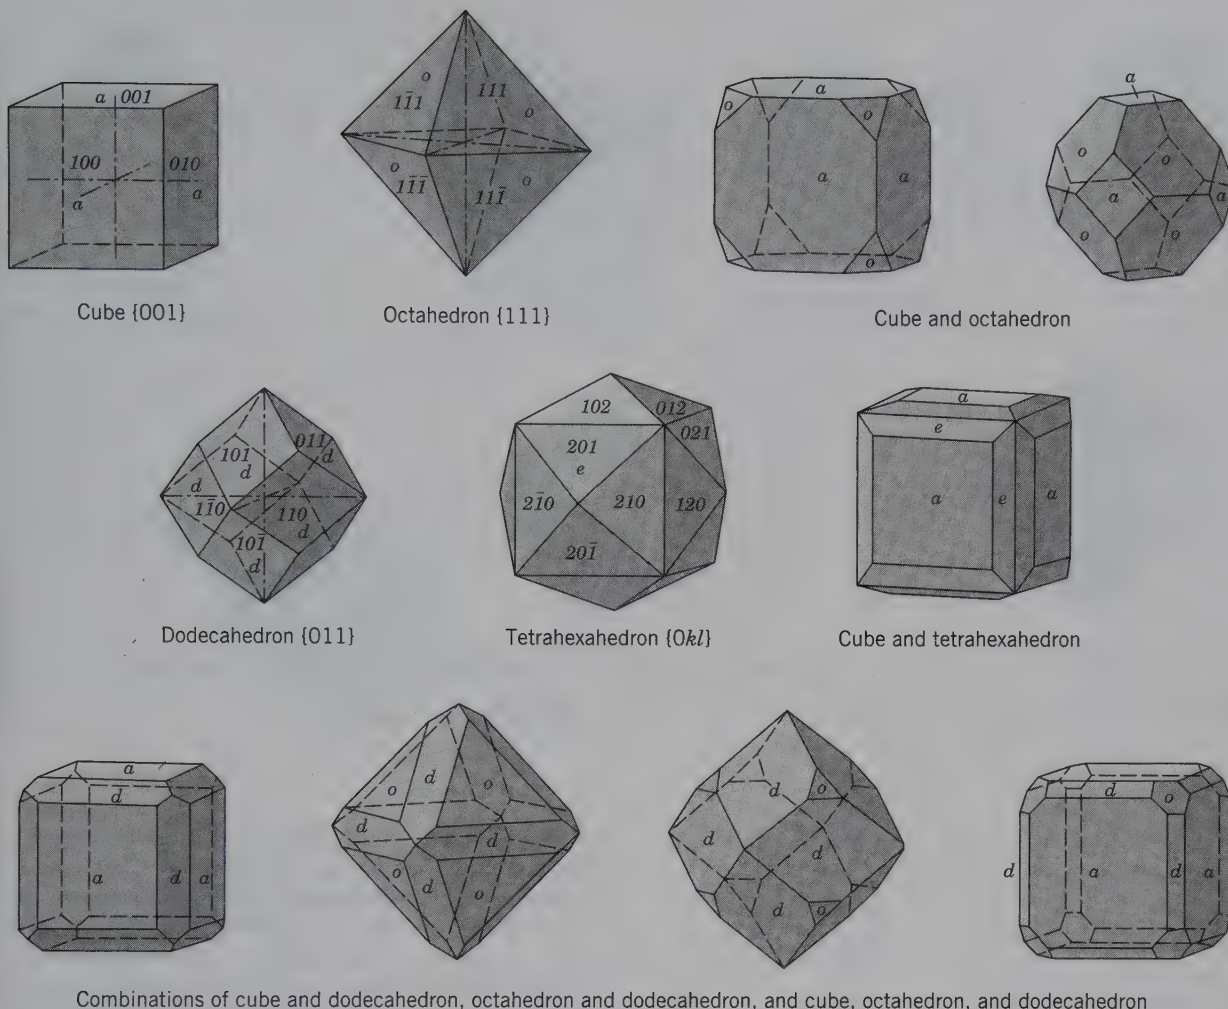 a 001
100
010
a
a
o
11̄1
111
o
o
11̄1̄
111̄
o
a
o
o
a
a
o
a
o
o
a
a
o
o
Cube {001}
Octahedron {111}
Cube and octahedron
011
d
101
d
d
11̄0
110
d
101̄
d
102
012
021
201
e
21̄0
210
120
201̄
a
e
a
e
a
Dodecahedron {011}
Tetrahexahedron {0kl}
Cube and tetrahexahedron
a
d
a
d
a
d
o
o
d
d
o
d
o
d
o
d
d
d
o
d
o
d
a
d
a
Combinations of cube and dodecahedron, octahedron and dodecahedron, and cube, octahedron, and dodecahedron